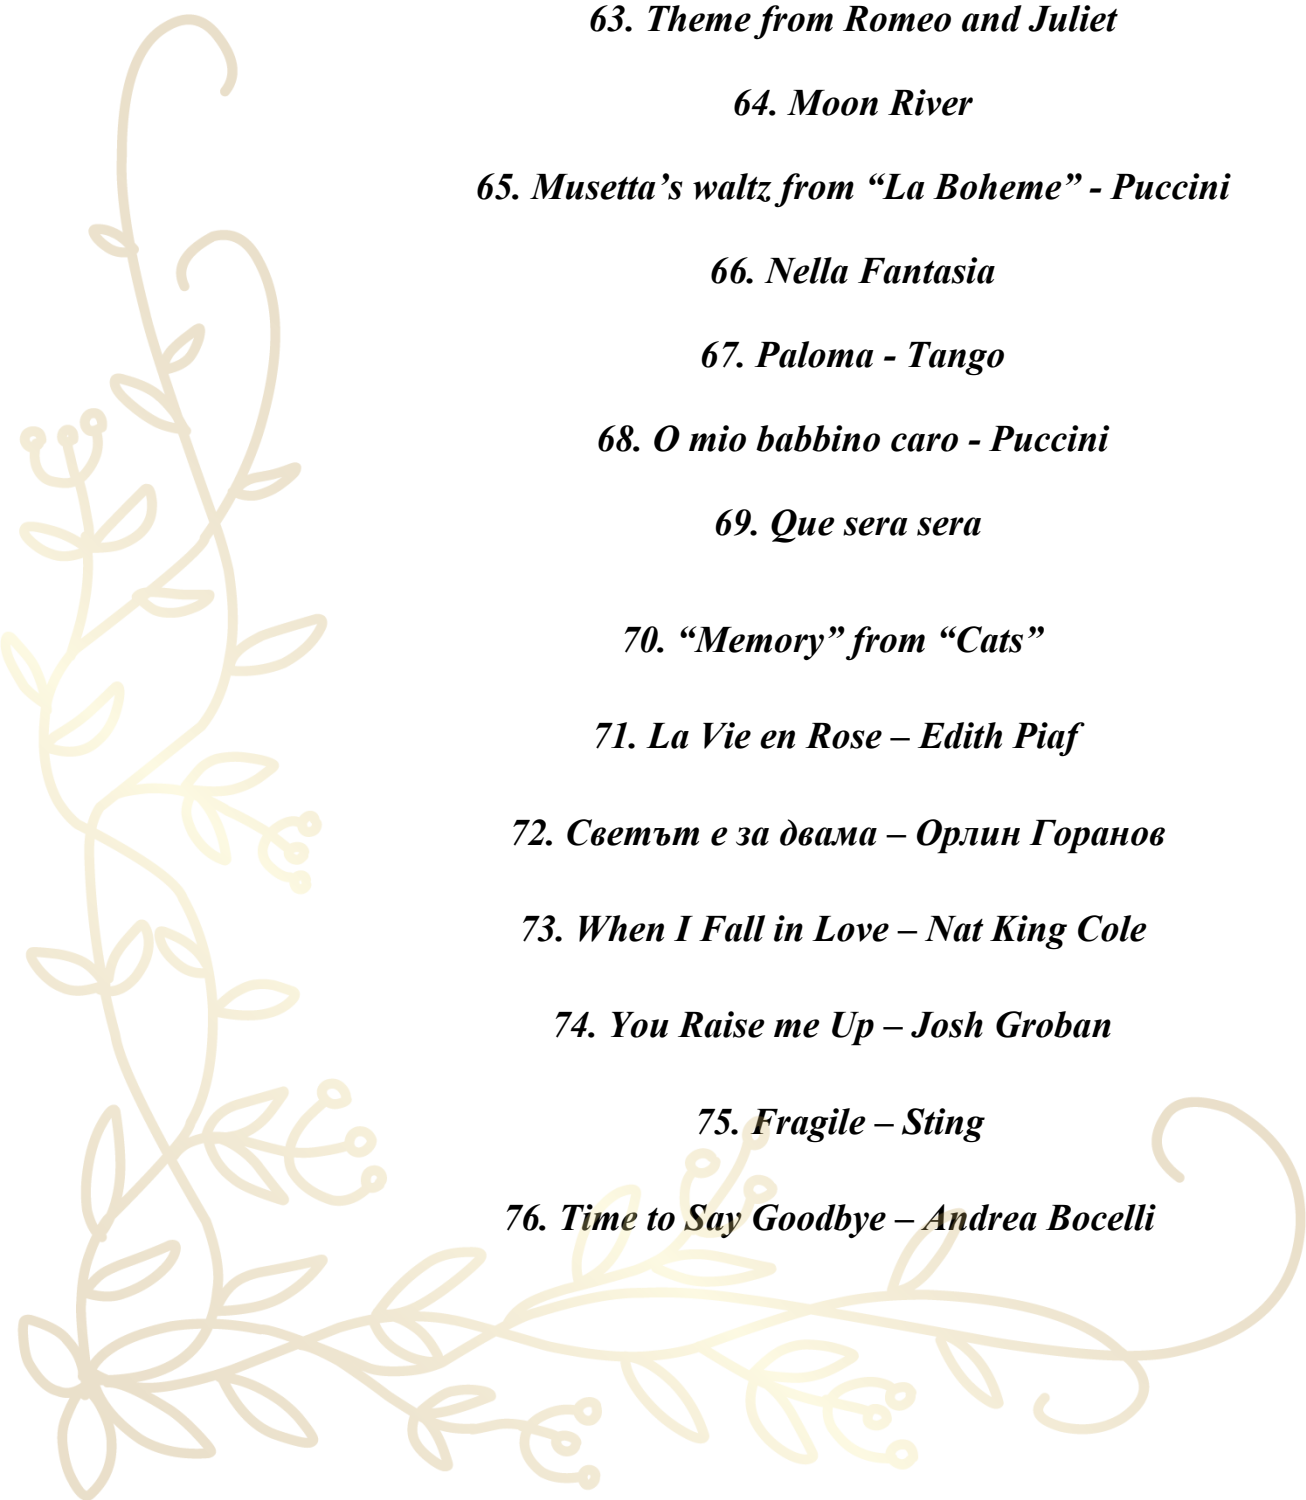 63. Theme from Romeo and Juliet
64. Moon River
65. Musetta’s waltz from “La Boheme” - Puccini
66. Nella Fantasia
67. Paloma - Tango
68. O mio babbino caro - Puccini
69. Que sera sera
70. “Memory” from “Cats”
71. La Vie en Rose – Edith Piaf
72. Светът е за двама – Орлин Горанов
73. When I Fall in Love – Nat King Cole
74. You Raise me Up – Josh Groban
75. Fragile – Sting
76. Time to Say Goodbye – Andrea Bocelli